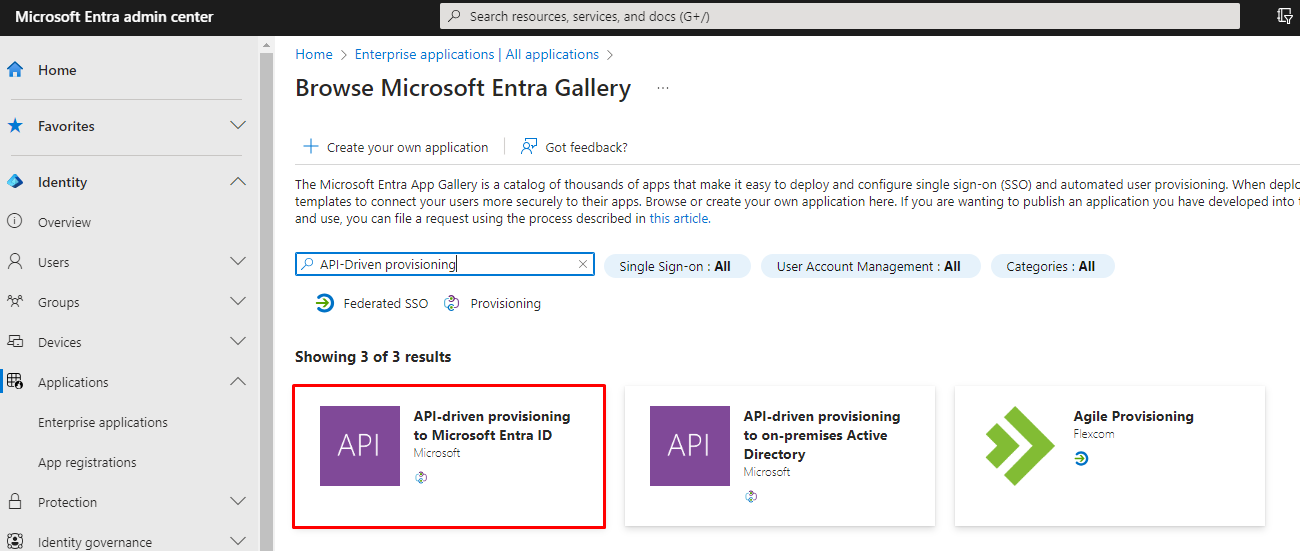 Microsoft Entra admin center
Search resources, services, and docs (G+/)
Home
Favorites
Identity
Overview
Users
Groups
Devices
Applications
Enterprise applications
App registrations
Protection
Identity governance
Home > Enterprise applications | All applications >
Browse Microsoft Entra Gallery ...
+ Create your own application
Got feedback?
The Microsoft Entra App Gallery is a catalog of thousands of apps that make it easy to deploy and configure single sign-on (SSO) and automated user provisioning. When deplo
templates to connect your users more securely to their apps. Browse or create your own application here. If you are wanting to publish an application you have developed into t
and use, you can file a request using the process described in this article.
API-Driven provisioning
Single Sign-on : All
User Account Management : All
Categories : All
Federated SSO
Provisioning
Showing 3 of 3 results
API
API-driven provisioning
to Microsoft Entra ID
Microsoft
API
API-driven provisioning
to on-premises Active
Directory
Microsoft
Agile Provisioning
Flexcom